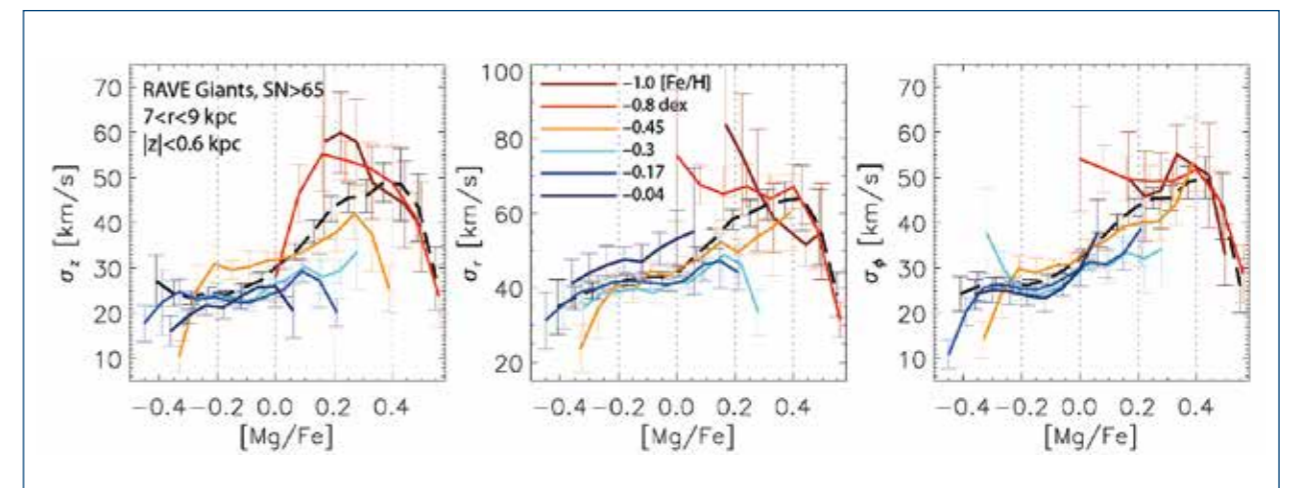 RAVE Giants, SN>65
7<r<9 kpc
|z|<0.6 kpc
70
60
50
40
30
20
10
σz [km/s]
−0.4 −0.2 0.0 0.2 0.4
[Mg/Fe]
−1.0 [Fe/H]
−0.8 dex
−0.45
−0.3
−0.17
−0.04
100
80
60
40
20
σr [km/s]
−0.4 −0.2 0.0 0.2 0.4
[Mg/Fe]
70
60
50
40
30
20
10
σϕ [km/s]
−0.4 −0.2 0.0 0.2 0.4
[Mg/Fe]